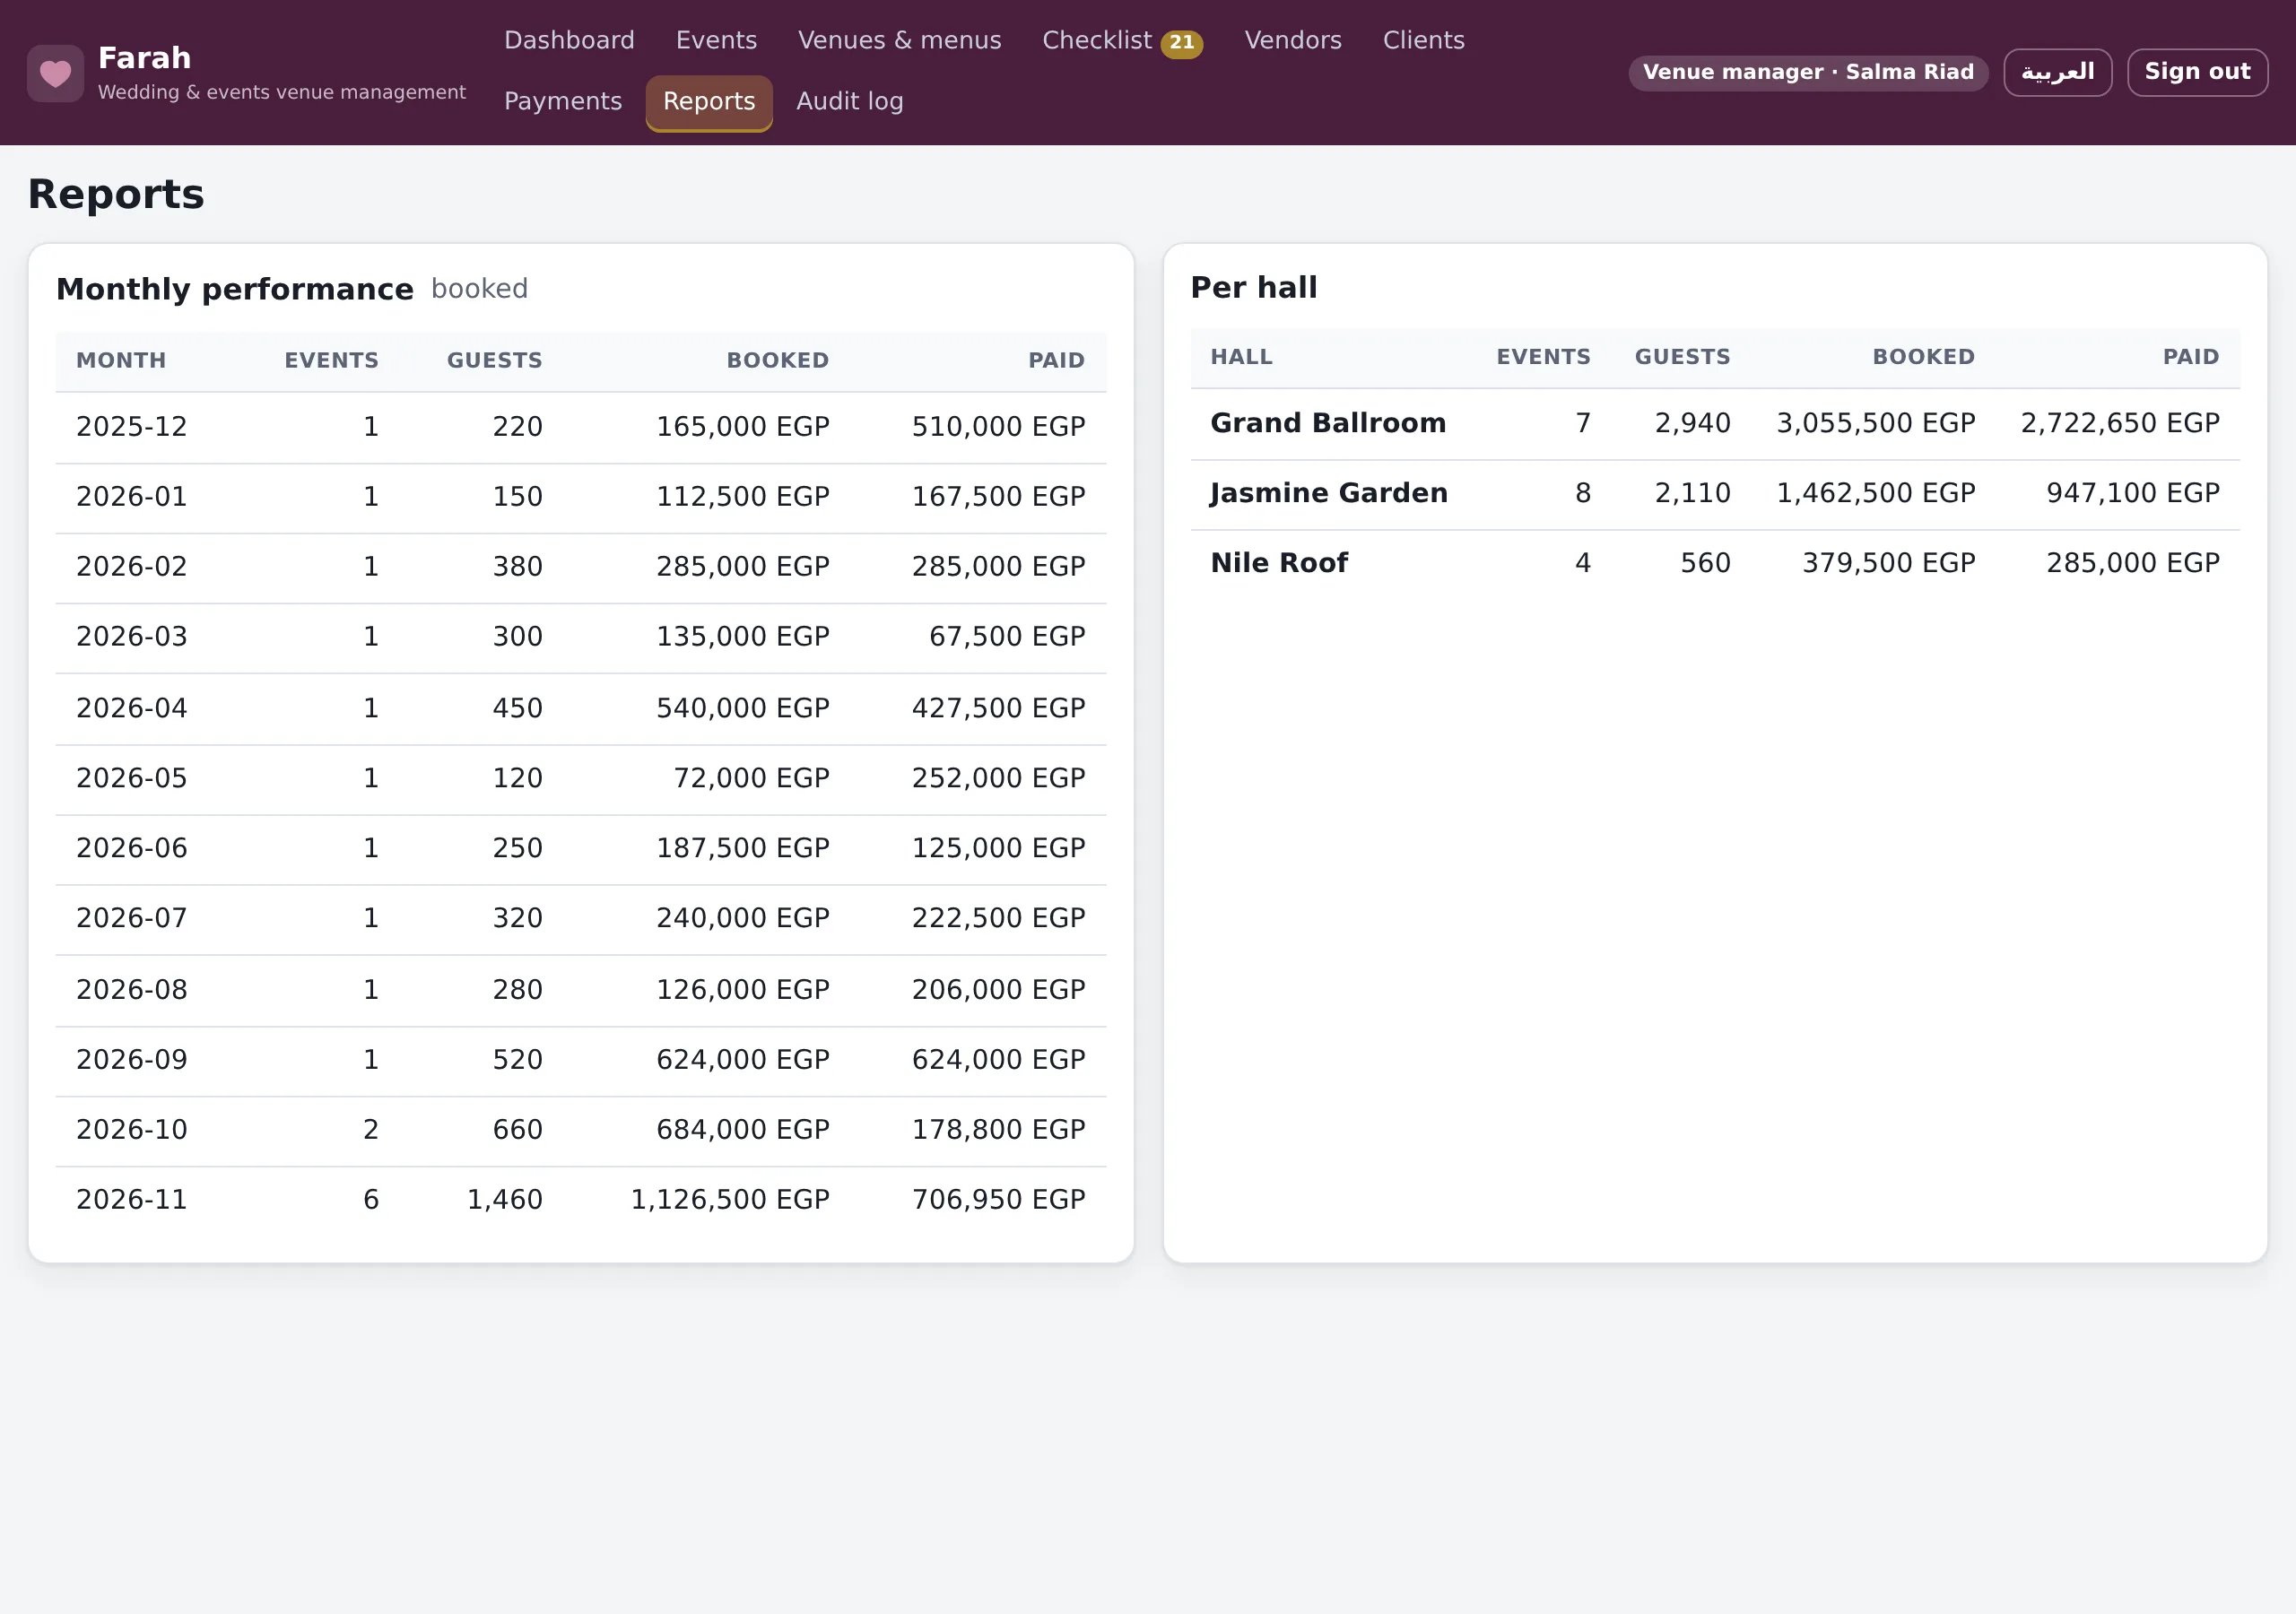 Farah
Wedding & events venue management
Dashboard Events Venues & menus Checklist 21 Vendors Clients
Payments Reports Audit log
Venue manager · Salma Riad العربية Sign out
Reports
Monthly performance booked
MONTH EVENTS GUESTS BOOKED PAID
2025-12 1 220 165,000 EGP 510,000 EGP
2026-01 1 150 112,500 EGP 167,500 EGP
2026-02 1 380 285,000 EGP 285,000 EGP
2026-03 1 300 135,000 EGP 67,500 EGP
2026-04 1 450 540,000 EGP 427,500 EGP
2026-05 1 120 72,000 EGP 252,000 EGP
2026-06 1 250 187,500 EGP 125,000 EGP
2026-07 1 320 240,000 EGP 222,500 EGP
2026-08 1 280 126,000 EGP 206,000 EGP
2026-09 1 520 624,000 EGP 624,000 EGP
2026-10 2 660 684,000 EGP 178,800 EGP
2026-11 6 1,460 1,126,500 EGP 706,950 EGP
Per hall
HALL EVENTS GUESTS BOOKED PAID
Grand Ballroom 7 2,940 3,055,500 EGP 2,722,650 EGP
Jasmine Garden 8 2,110 1,462,500 EGP 947,100 EGP
Nile Roof 4 560 379,500 EGP 285,000 EGP